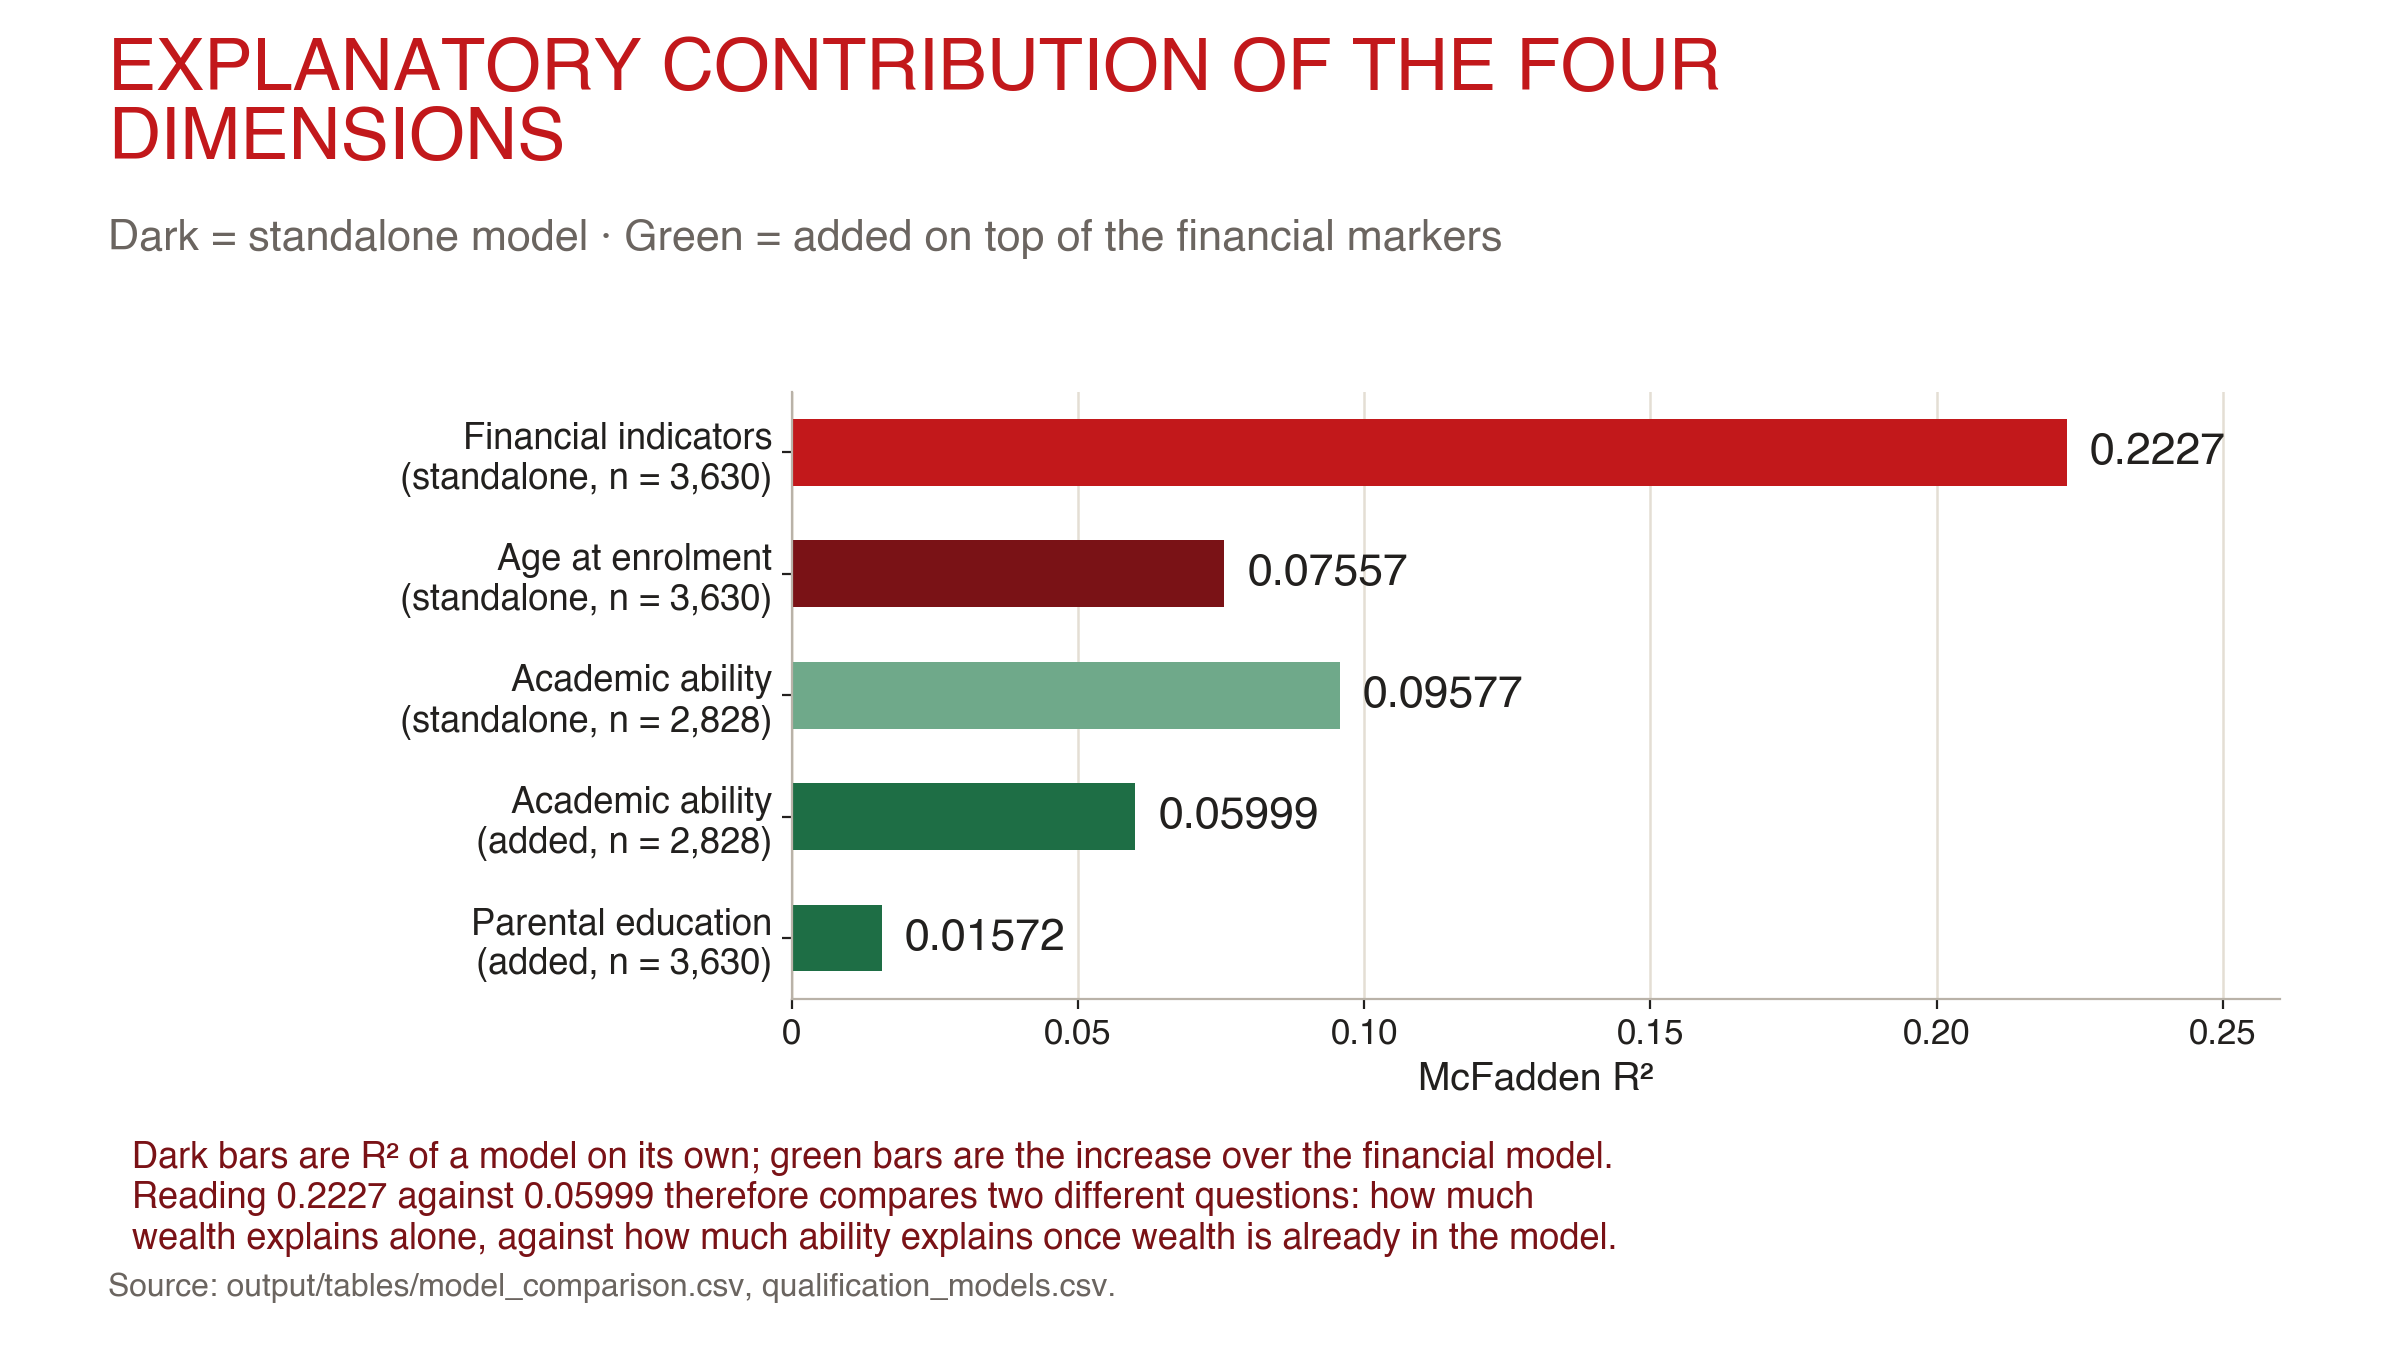 EXPLANATORY CONTRIBUTION OF THE FOUR
DIMENSIONS
Dark = standalone model · Green = added on top of the financial markers
Financial indicators
(standalone, n = 3,630)
0.2227
Age at enrolment
(standalone, n = 3,630)
0.07557
Academic ability
(standalone, n = 2,828)
0.09577
Academic ability
(added, n = 2,828)
0.05999
Parental education
(added, n = 3,630)
0.01572
0 0.05 0.10 0.15 0.20 0.25
McFadden R²
Dark bars are R² of a model on its own; green bars are the increase over the financial model.
Reading 0.2227 against 0.05999 therefore compares two different questions: how much
wealth explains alone, against how much ability explains once wealth is already in the model.
Source: output/tables/model_comparison.csv, qualification_models.csv.